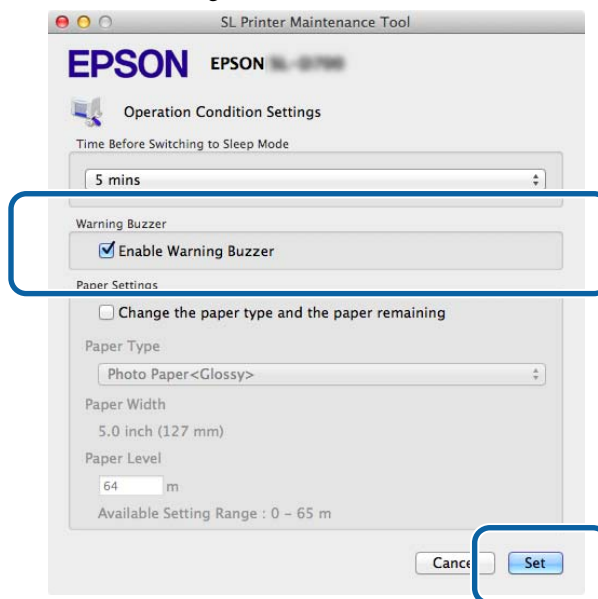 SL Printer Maintenance Tool
EPSON EPSON
Operation Condition Settings
Time Before Switching to Sleep Mode
5 mins
Warning Buzzer
Enable Warning Buzzer
Paper Settings
Change the paper type and the paper remaining
Paper Type
Photo Paper<Glossy>
Paper Width
5.0 inch (127 mm)
Paper Level
64 m
Available Setting Range : 0 – 65 m
Cancel Set